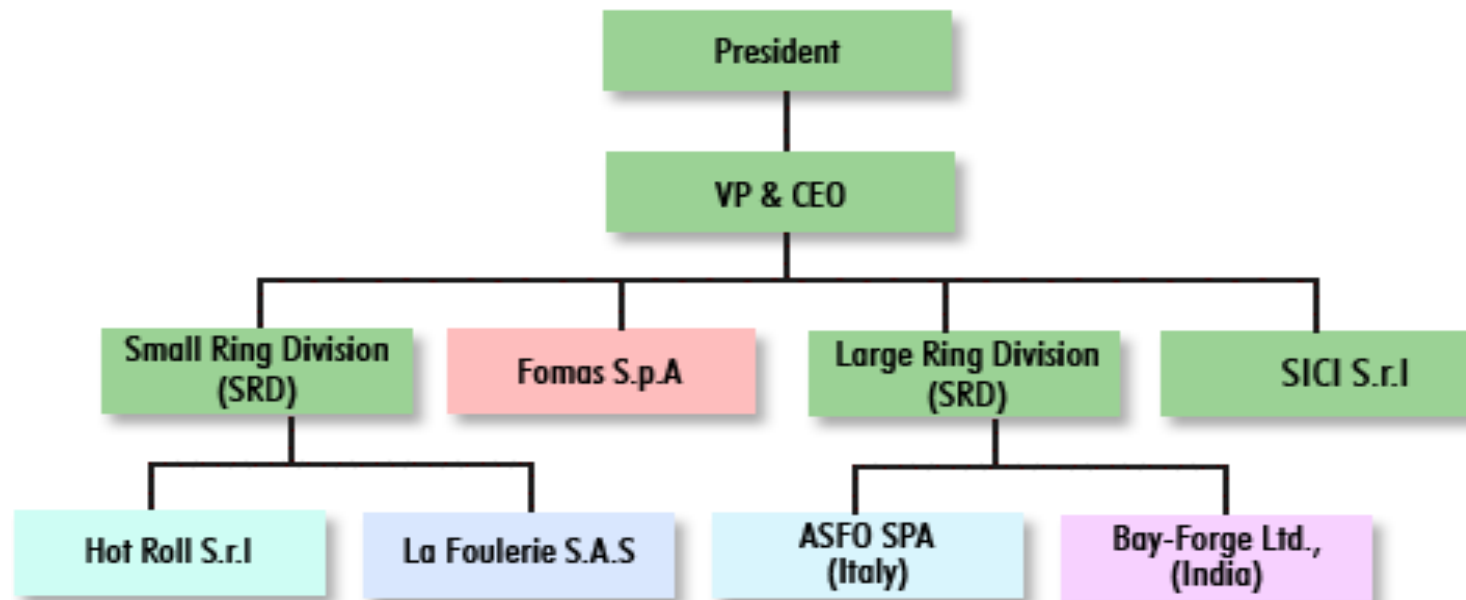 President
VP & CEO
Small Ring Division
(SRD)
Fomas S.p.A
Large Ring Division
(SRD)
SICI S.r.l
Hot Roll S.r.l
La Foulerie S.A.S
ASFO SPA
(Italy)
Bay-Forge Ltd.,
(India)